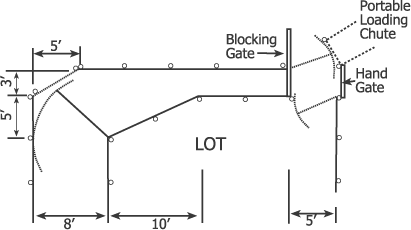 Portable
Loading
Chute
Blocking
Gate
Hand
Gate
5'
3'
5'
LOT
8'
10'
5'